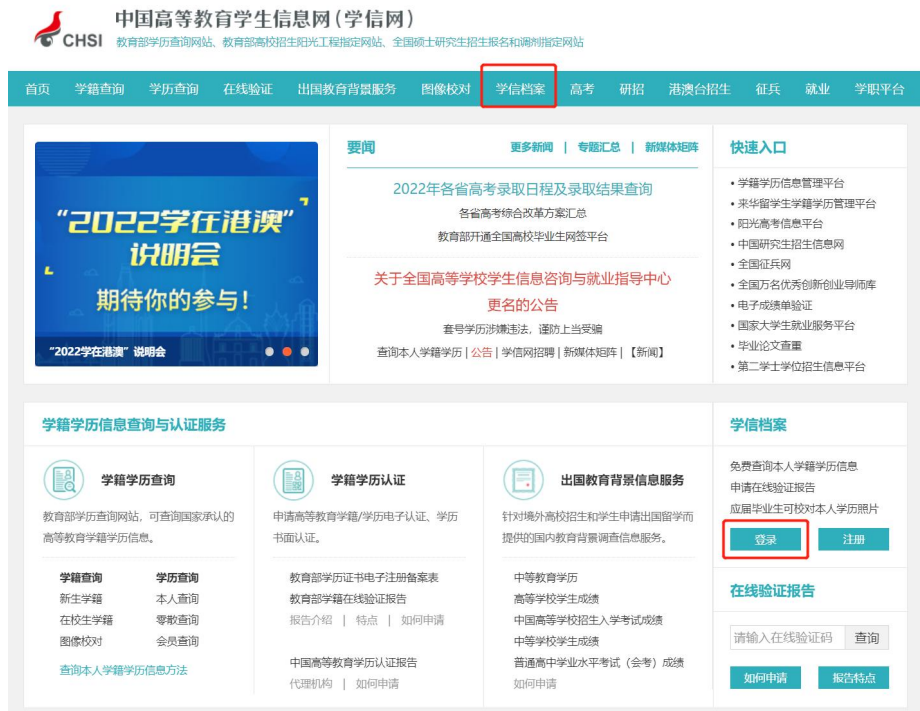 中国高等教育学生信息网(学信网)
CHSI 教育部学历查询网站、教育部高校招生阳光工程指定网站、全国硕士研究生招生报名和调剂指定网站
首页 学籍查询 学历查询 在线验证 出国教育背景服务 图像校对 学信档案 高考 研招 港澳台招生 征兵 就业 学职平台
“2022学在港澳”
说明会
期待你的参与!
“2022学在港澳”说明会
要闻 更多新闻 | 专题汇总 | 新媒体矩阵
2022年各省高考录取日程及录取结果查询
各省高考综合改革方案汇总
教育部开通全国高校毕业生网签平台
关于全国高等学校学生信息咨询与就业指导中心
更名的公告
套号学历涉嫌违法,谨防上当受骗
查询本人学籍学历 | 公告 | 学信网招聘 | 新媒体矩阵 | 【新闻】
快速入口
• 学籍学历信息管理平台
• 来华留学生学籍学历管理平台
• 阳光高考信息平台
• 中国研究生招生信息网
• 全国征兵网
• 全国万名优秀创新创业导师库
• 电子成绩单验证
• 国家大学生就业服务平台
• 毕业论文查重
• 第二学士学位招生信息平台
学籍学历信息查询与认证服务
学籍学历查询
教育部学历查询网站,可查询国家承认的
高等教育学籍学历信息。
学籍查询 学历查询
新生学籍 本人查询
在校生学籍 零散查询
图像校对 会员查询
查询本人学籍学历信息方法
学籍学历认证
申请高等教育学籍/学历电子认证、学历
书面认证。
教育部学历证书电子注册备案表
教育部学籍在线验证报告
报告介绍 | 特点 | 如何申请
中国高等教育学历认证报告
代理机构 | 如何申请
出国教育背景信息服务
针对境外高校招生和学生申请出国留学而
提供的国内教育背景调查信息服务。
中等教育学历
高等学校学生成绩
中国高等学校招生入学考试成绩
中等学校学生成绩
普通高中学业水平考试(会考)成绩
如何申请
学信档案
免费查询本人学籍学历信息
申请在线验证报告
应届毕业生可校对本人学历照片
登录 注册
在线验证报告
请输入在线验证码 查询
如何申请 报告特点